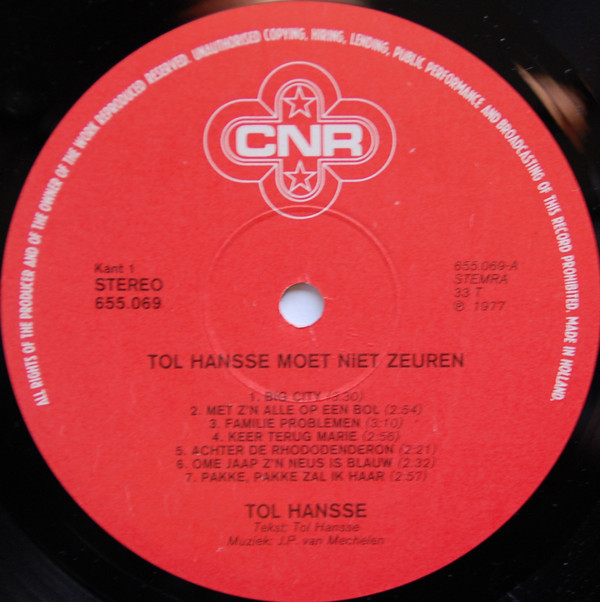 ALL RIGHTS OF THE PRODUCER AND OF THE OWNER OF THE WORK REPRODUCED RESERVED. UNAUTHORISED COPYING, HIRING, LENDING, PUBLIC PERFORMANCE AND BROADCASTING OF THIS RECORD PROHIBITED. MADE IN HOLLAND.
CNR
Kant 1
STEREO
655.069
655.069-A
STEMRA
33 T
℗ 1977
TOL HANSSE MOET NiET ZEUREN
1. BIG CITY (3:30)
2. MET Z'N ALLE OP EEN BOL (2:54)
3. FAMILIE PROBLEMEN (3:10)
4. KEER TERUG MARIE (2:56)
5. ACHTER DE RHODODENDERON (2:21)
6. OME JAAP Z'N NEUS IS BLAUW (2.32)
7. PAKKE, PAKKE ZAL IK HAAR (2:57)
TOL HANSSE
Tekst: Tol Hansse
Muziek: J.P. van Mechelen